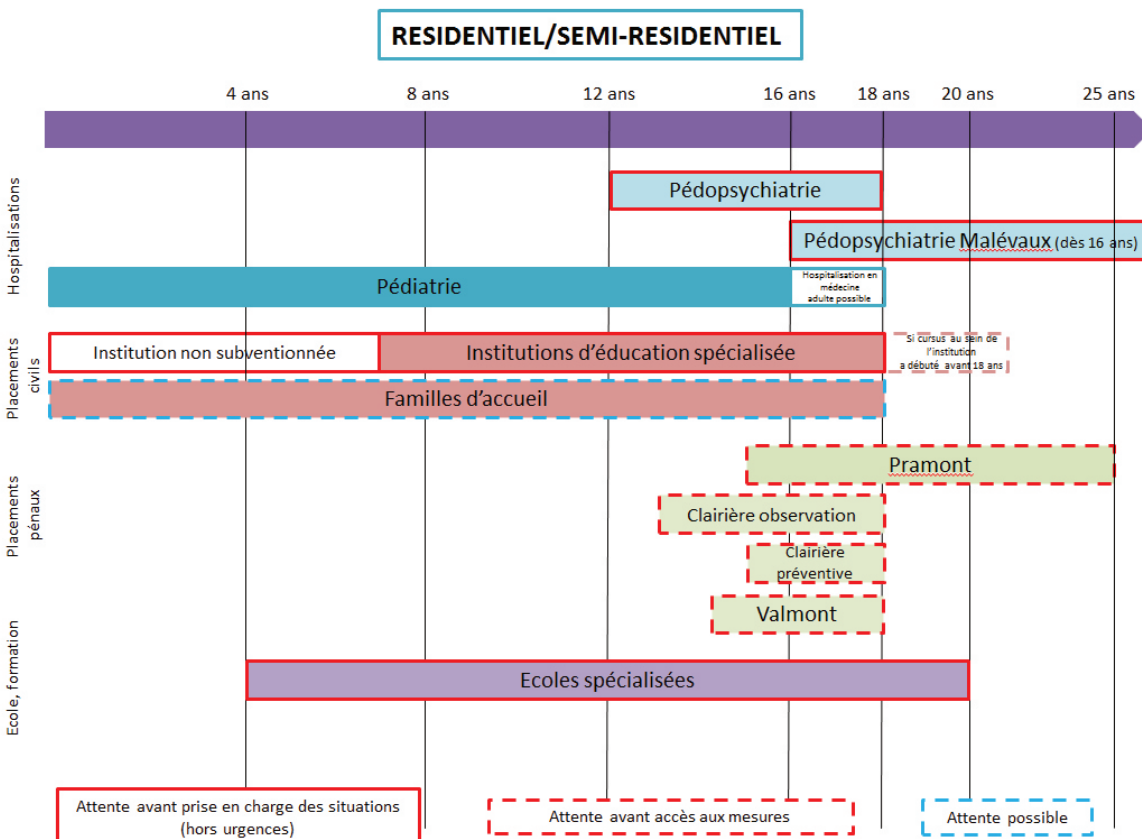 RESIDENTIEL/SEMI-RESIDENTIEL
4 ans
8 ans
12 ans
16 ans
18 ans
20 ans
25 ans
Hospitalisations
Pédopsychiatrie
Pédopsychiatrie Malévaux (dès 16 ans)
Pédiatrie
Hospitalisation en
médecine
adulte possible
Placements
civils
Institution non subventionnée
Institutions d'éducation spécialisée
Si cursus au sein de
l'institution
a débuté avant 18 ans
Familles d'accueil
Placements
pénaux
Pramont
Clairière observation
Clairière
préventive
Valmont
Ecole, formation
Ecoles spécialisées
Attente avant prise en charge des situations
(hors urgences)
Attente avant accès aux mesures
Attente possible